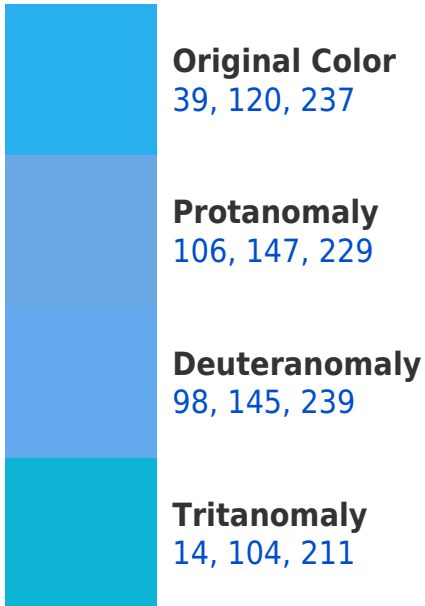 Original Color
39, 120, 237
Protanomaly
106, 147, 229
Deuteranomaly
98, 145, 239
Tritanomaly
14, 104, 211